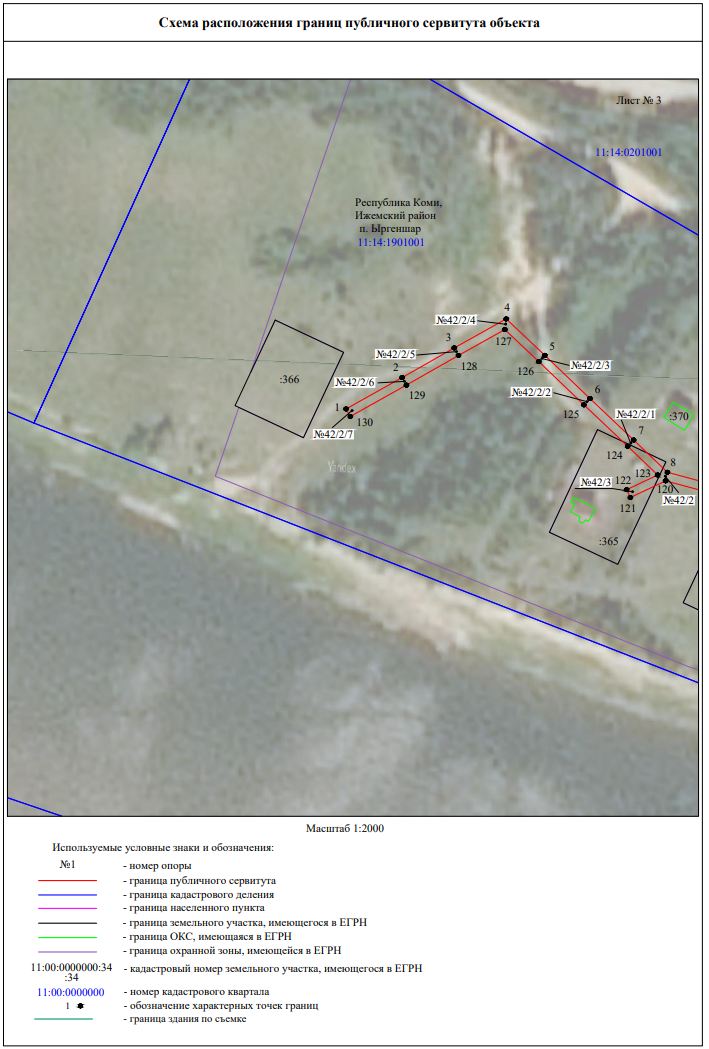 Схема расположения границ публичного сервитута объекта
Лист № 3
11:14:0201001
Республика Коми,
Ижемский район
п. Ыргеншар
11:14:1901001
4
№42/2/4
127
3
5
№42/2/5
128
126
№42/2/3
:366
2
№42/2/6
129
№42/2/2
6
125
1
130
№42/2/7
№42/2/1
:370
7
124
Yandex
8
123
№42/3
122
120
121
№42/2
:365
Масштаб 1:2000
Используемые условные знаки и обозначения:
№1 - номер опоры
- граница публичного сервитута
- граница кадастрового деления
- граница населенного пункта
- граница земельного участка, имеющегося в ЕГРН
- граница ОКС, имеющаяся в ЕГРН
- граница охранной зоны, имеющейся в ЕГРН
11:00:0000000:34 - кадастровый номер земельного участка, имеющегося в ЕГРН
:34
11:00:0000000 - номер кадастрового квартала
1 - обозначение характерных точек границ
- граница здания по съемке